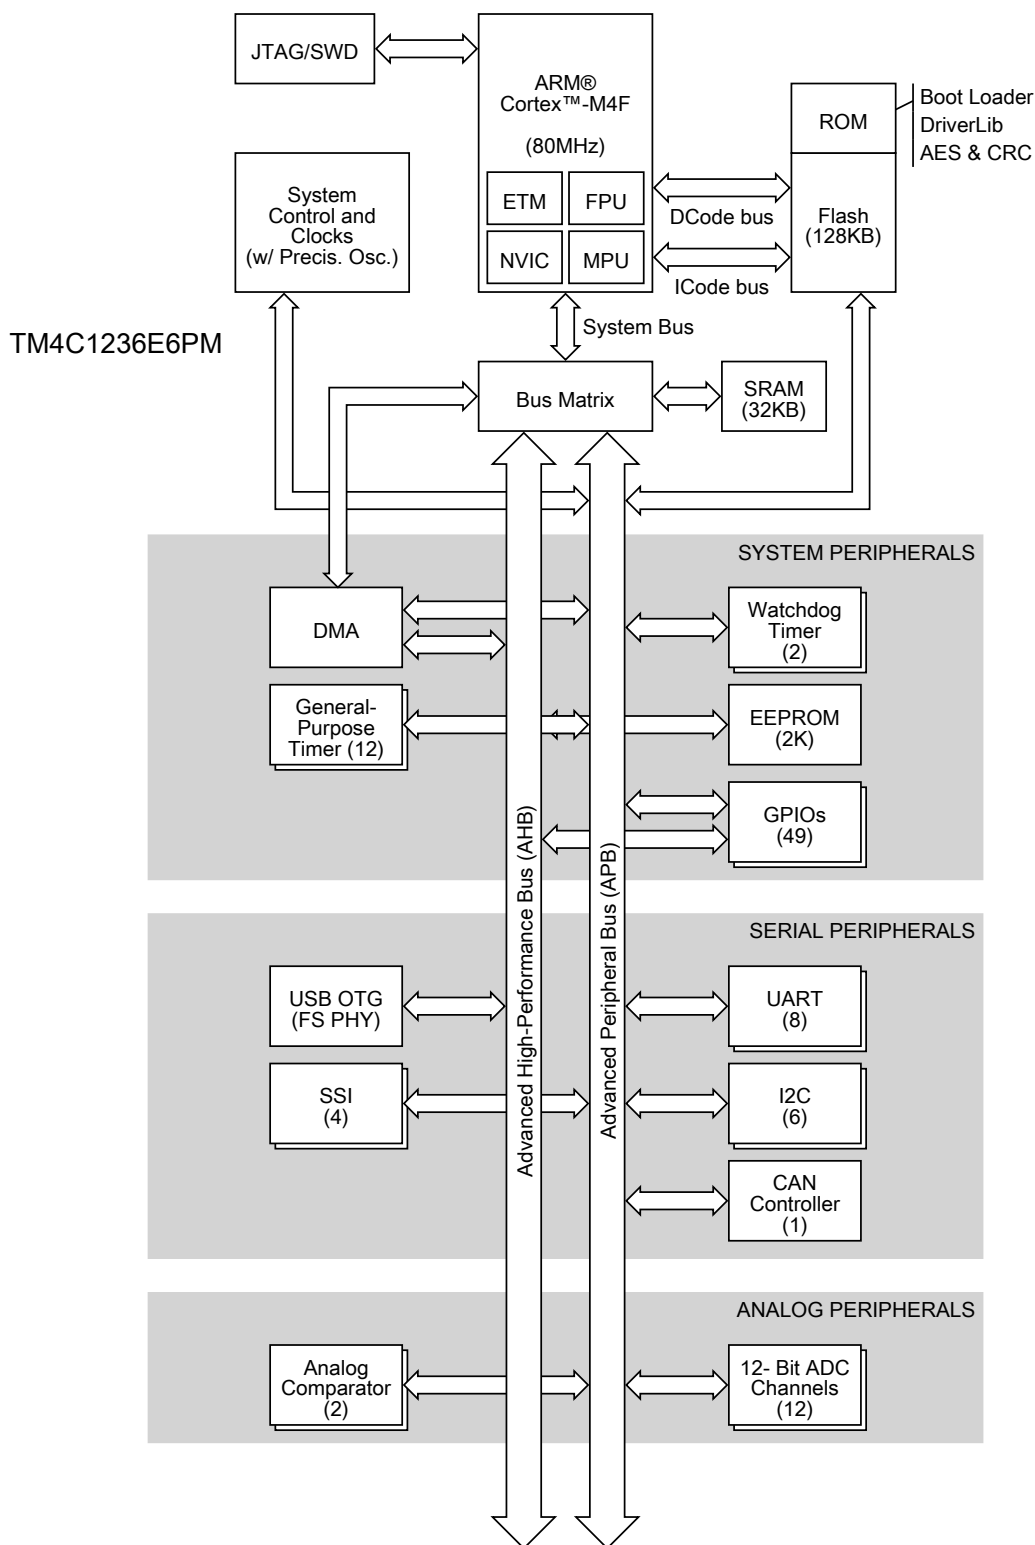 JTAG/SWD
ARM®
Cortex™-M4F
(80MHz)
ETM
FPU
NVIC
MPU
ROM
Boot Loader
DriverLib
AES & CRC
Flash
(128KB)
DCode bus
ICode bus
System
Control and
Clocks
(w/ Precis. Osc.)
TM4C1236E6PM
System Bus
Bus Matrix
SRAM
(32KB)
SYSTEM PERIPHERALS
DMA
Watchdog
Timer
(2)
General-
Purpose
Timer (12)
EEPROM
(2K)
GPIOs
(49)
Advanced High-Performance Bus (AHB)
Advanced Peripheral Bus (APB)
SERIAL PERIPHERALS
USB OTG
(FS PHY)
UART
(8)
SSI
(4)
I2C
(6)
CAN
Controller
(1)
ANALOG PERIPHERALS
Analog
Comparator
(2)
12- Bit ADC
Channels
(12)